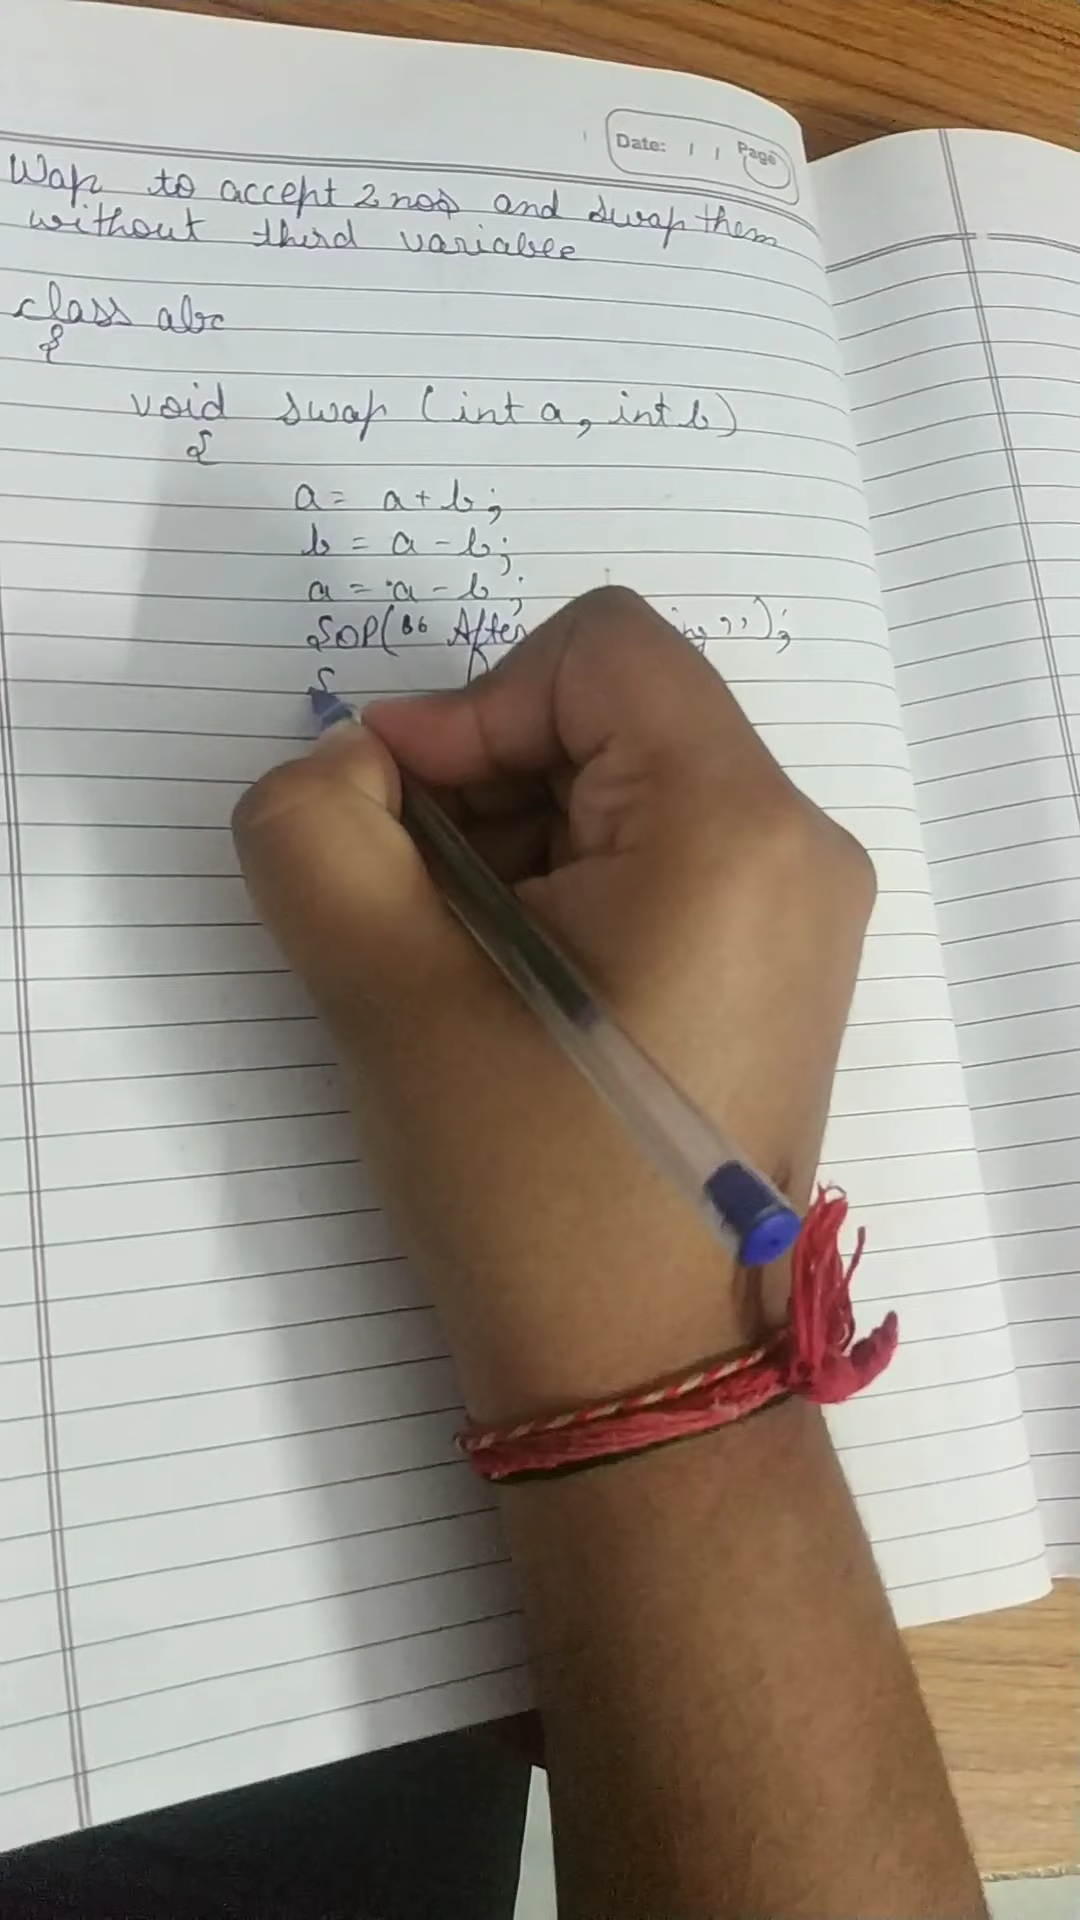 Date: / / Page
Wap to accept 2 nos and swap them
without third variable
class abc
{
void swap (int a, int b)
{
a = a + b;
b = a - b;
a = a - b;
SOP(“ After ”);
S